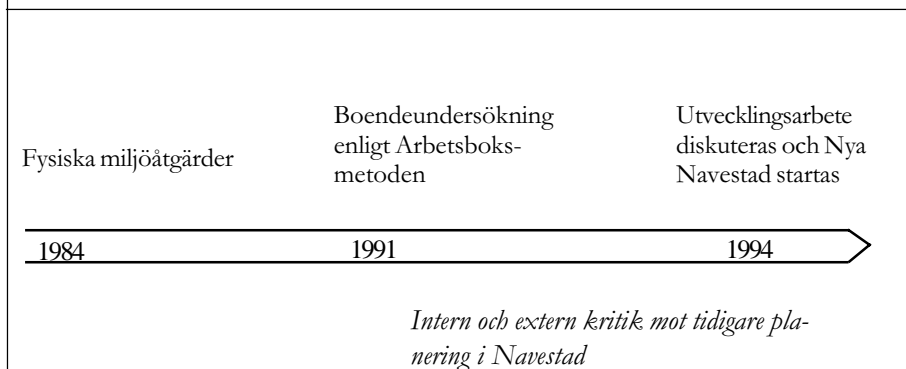 Fysiska miljöåtgärder
Boendeundersökning
enligt Arbetsboks-
metoden
Utvecklingsarbete
diskuteras och Nya
Navestad startas
1984
1991
1994
Intern och extern kritik mot tidigare pla-
nering i Navestad